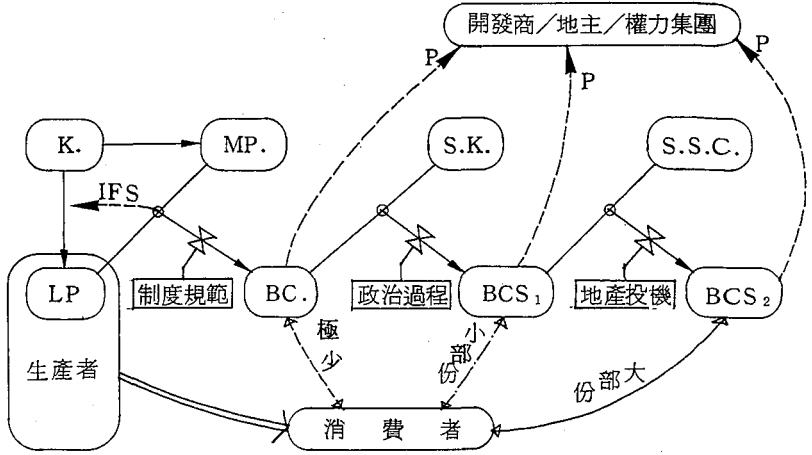 開發商/地主/權力集團
P
P
P
K.
MP.
S.K.
S.S.C.
IFS
LP
制度規範
BC.
政治過程
BCS₁
地產投機
BCS₂
生產者
極少
小部份
大部份
消費者